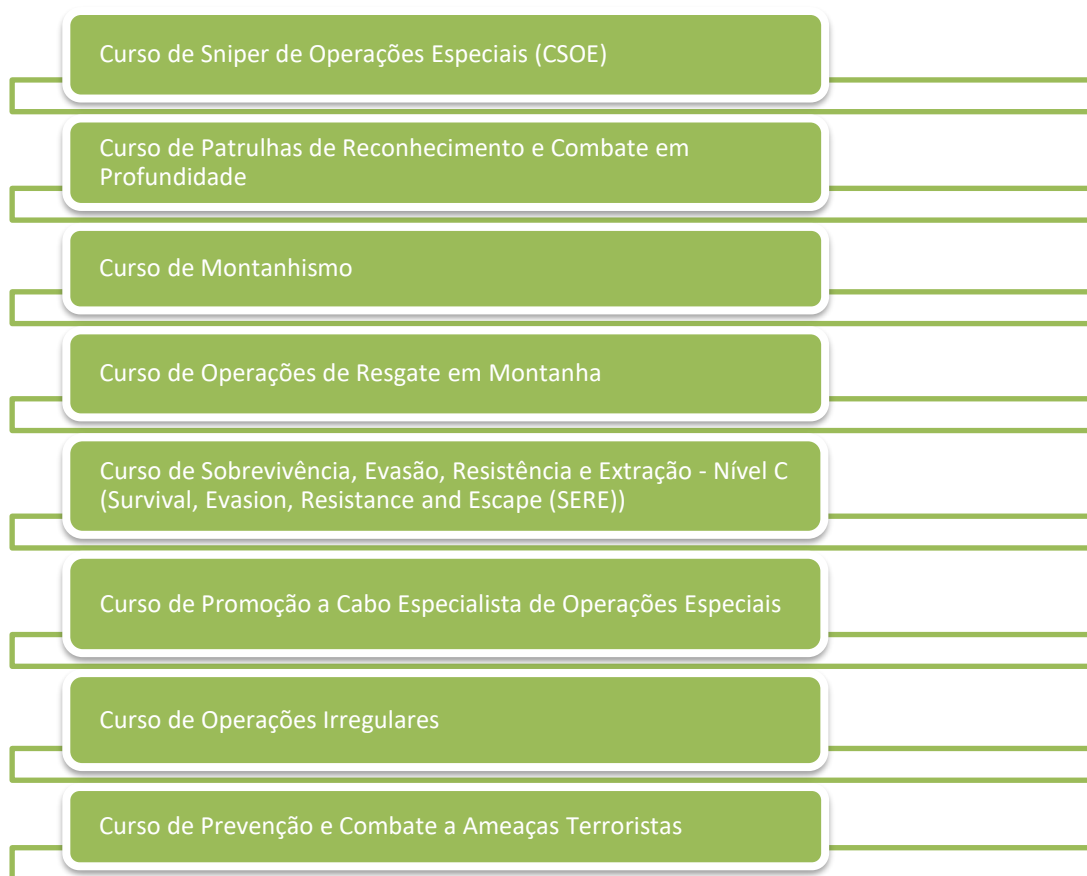 Curso de Sniper de Operações Especiais (CSOE)
Curso de Patrulhas de Reconhecimento e Combate em
Profundidade
Curso de Montanhismo
Curso de Operações de Resgate em Montanha
Curso de Sobrevivência, Evasão, Resistência e Extração - Nível C
(Survival, Evasion, Resistance and Escape (SERE))
Curso de Promoção a Cabo Especialista de Operações Especiais
Curso de Operações Irregulares
Curso de Prevenção e Combate a Ameaças Terroristas